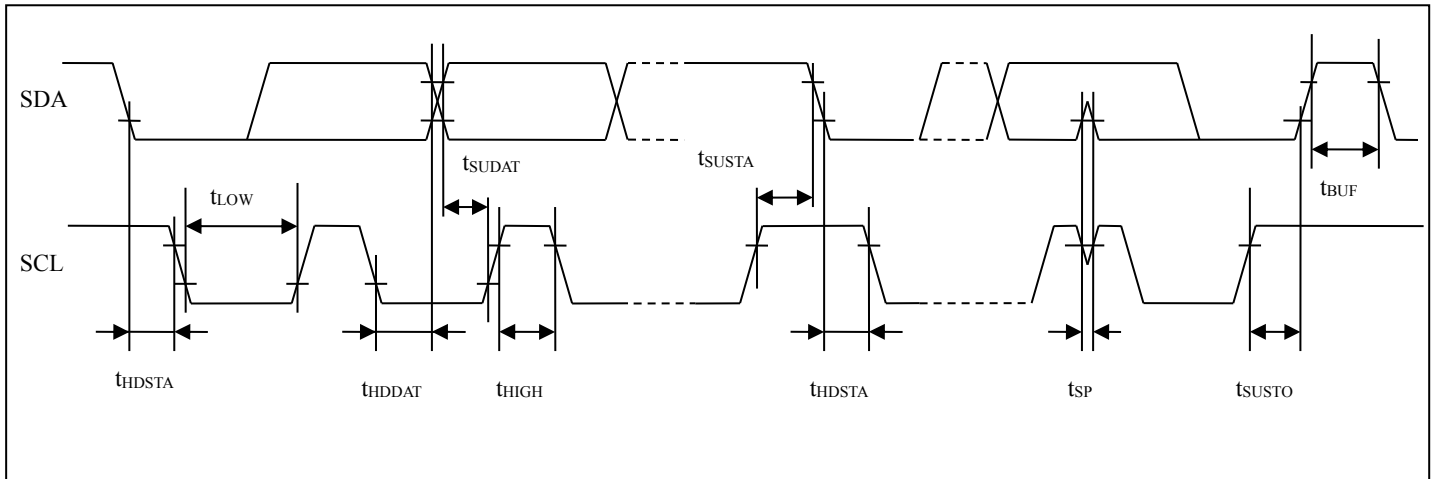 SDA
tSUDAT
tSUSTA
tLOW
tBUF
SCL
tHDSTA
tHDDAT
tHIGH
tHDSTA
tSP
tSUSTO